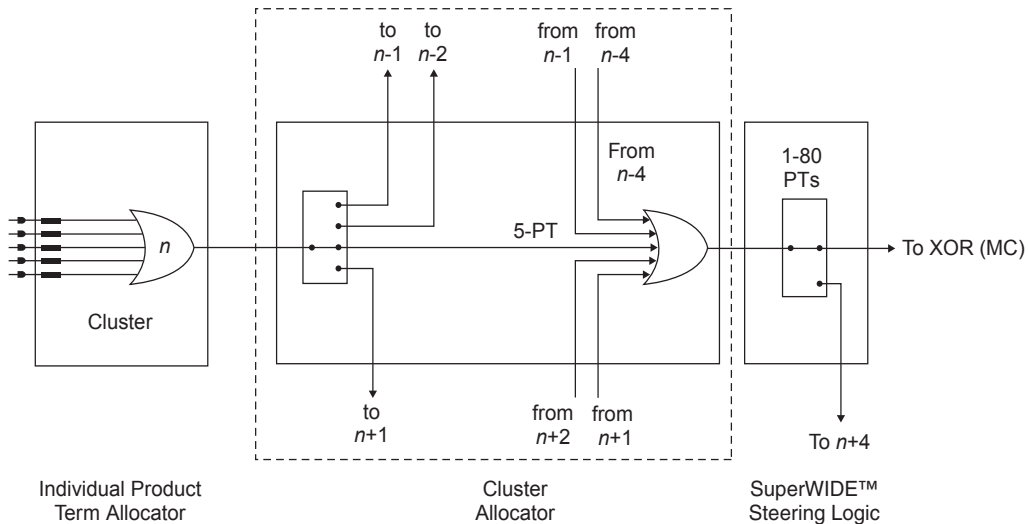 to
n-1
to
n-2
from
n-1
from
n-4
From
n-4
1-80
PTs
n
5-PT
To XOR (MC)
Cluster
to
n+1
from
n+2
from
n+1
To n+4
Individual Product
Term Allocator
Cluster
Allocator
SuperWIDE™
Steering Logic